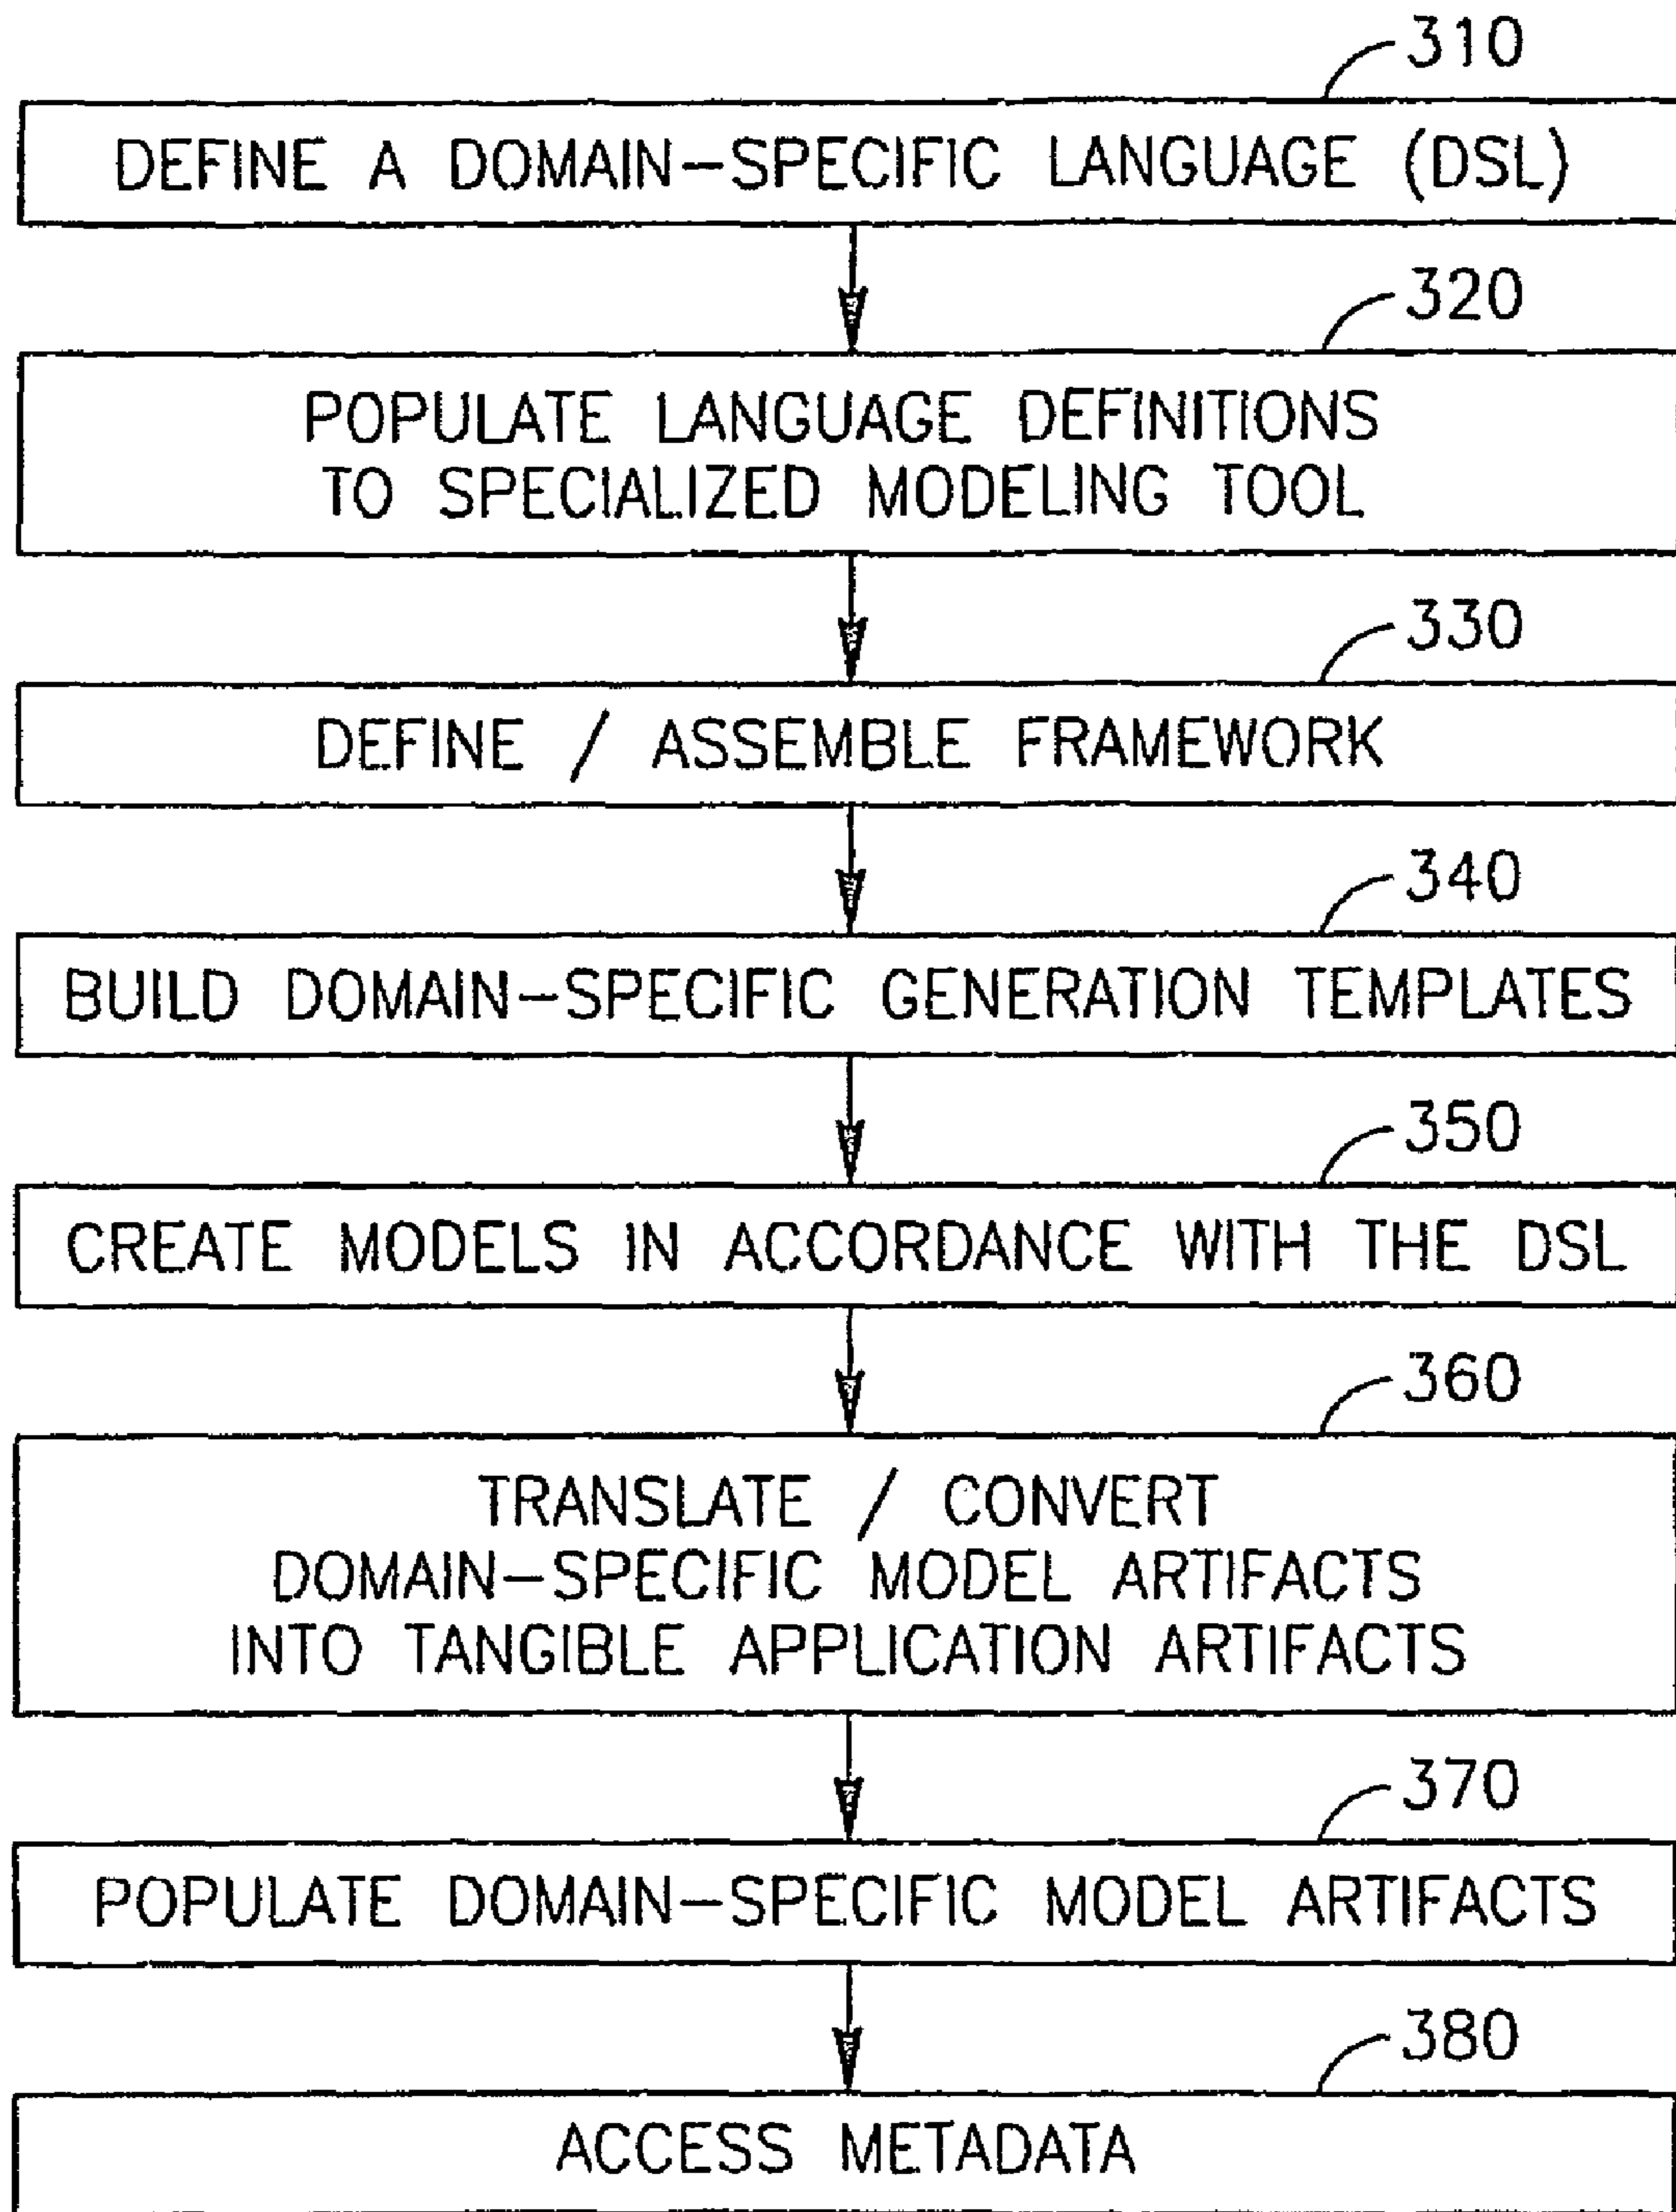 310
DEFINE A DOMAIN-SPECIFIC LANGUAGE (DSL)
320
POPULATE LANGUAGE DEFINITIONS
TO SPECIALIZED MODELING TOOL
330
DEFINE / ASSEMBLE FRAMEWORK
340
BUILD DOMAIN-SPECIFIC GENERATION TEMPLATES
350
CREATE MODELS IN ACCORDANCE WITH THE DSL
360
TRANSLATE / CONVERT
DOMAIN-SPECIFIC MODEL ARTIFACTS
INTO TANGIBLE APPLICATION ARTIFACTS
370
POPULATE DOMAIN-SPECIFIC MODEL ARTIFACTS
380
ACCESS METADATA